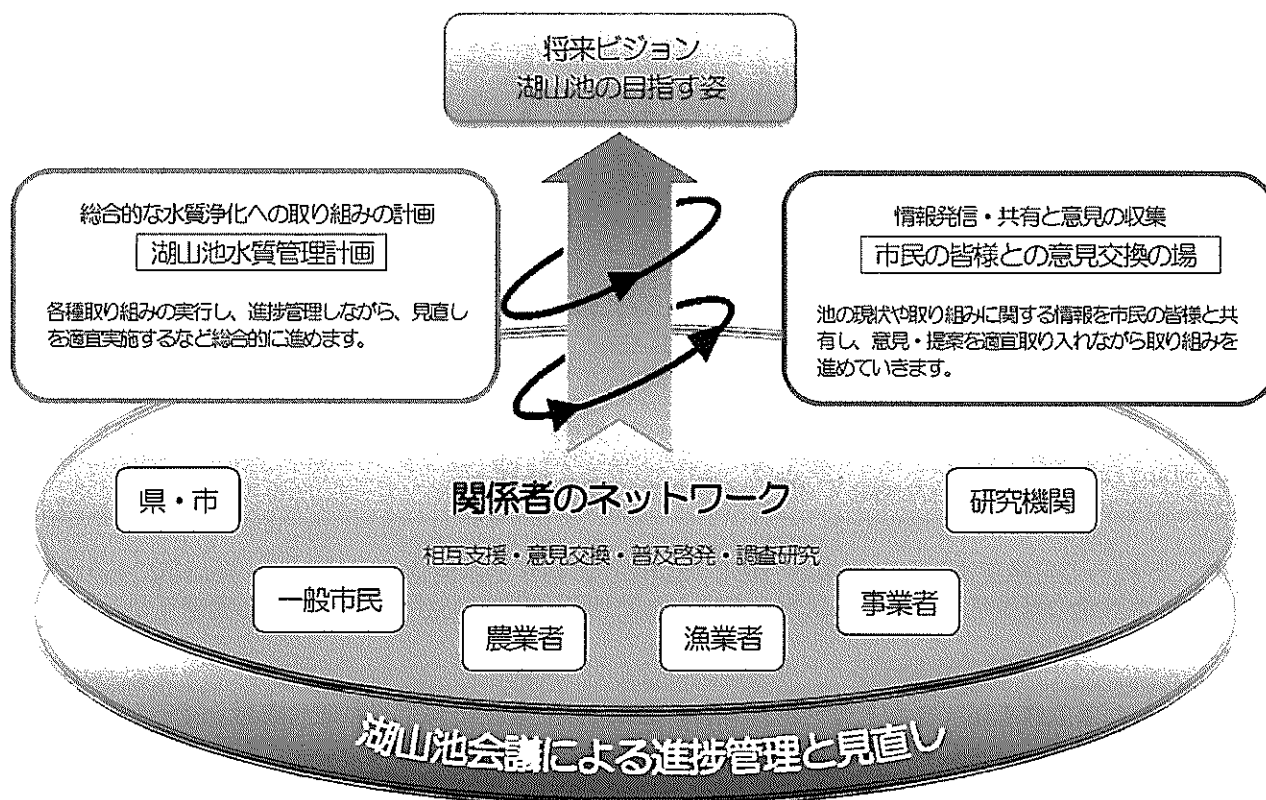 将来ビジョン
湖山池の目指す姿
総合的な水質浄化への取り組みの計画
湖山池水質管理計画
各種取り組みの実行し、進捗管理しながら、見直し
を適宜実施するなど総合的に進めます。
情報発信・共有と意見の収集
市民の皆様との意見交換の場
池の現状や取り組みに関する情報を市民の皆様と共
有し、意見・提案を適宜取り入れながら取り組みを
進めていきます。
県・市
関係者のネットワーク
研究機関
相互支援・意見交換・普及啓発・調査研究
一般市民
農業者
漁業者
事業者
湖山池会議による進捗管理と見直し